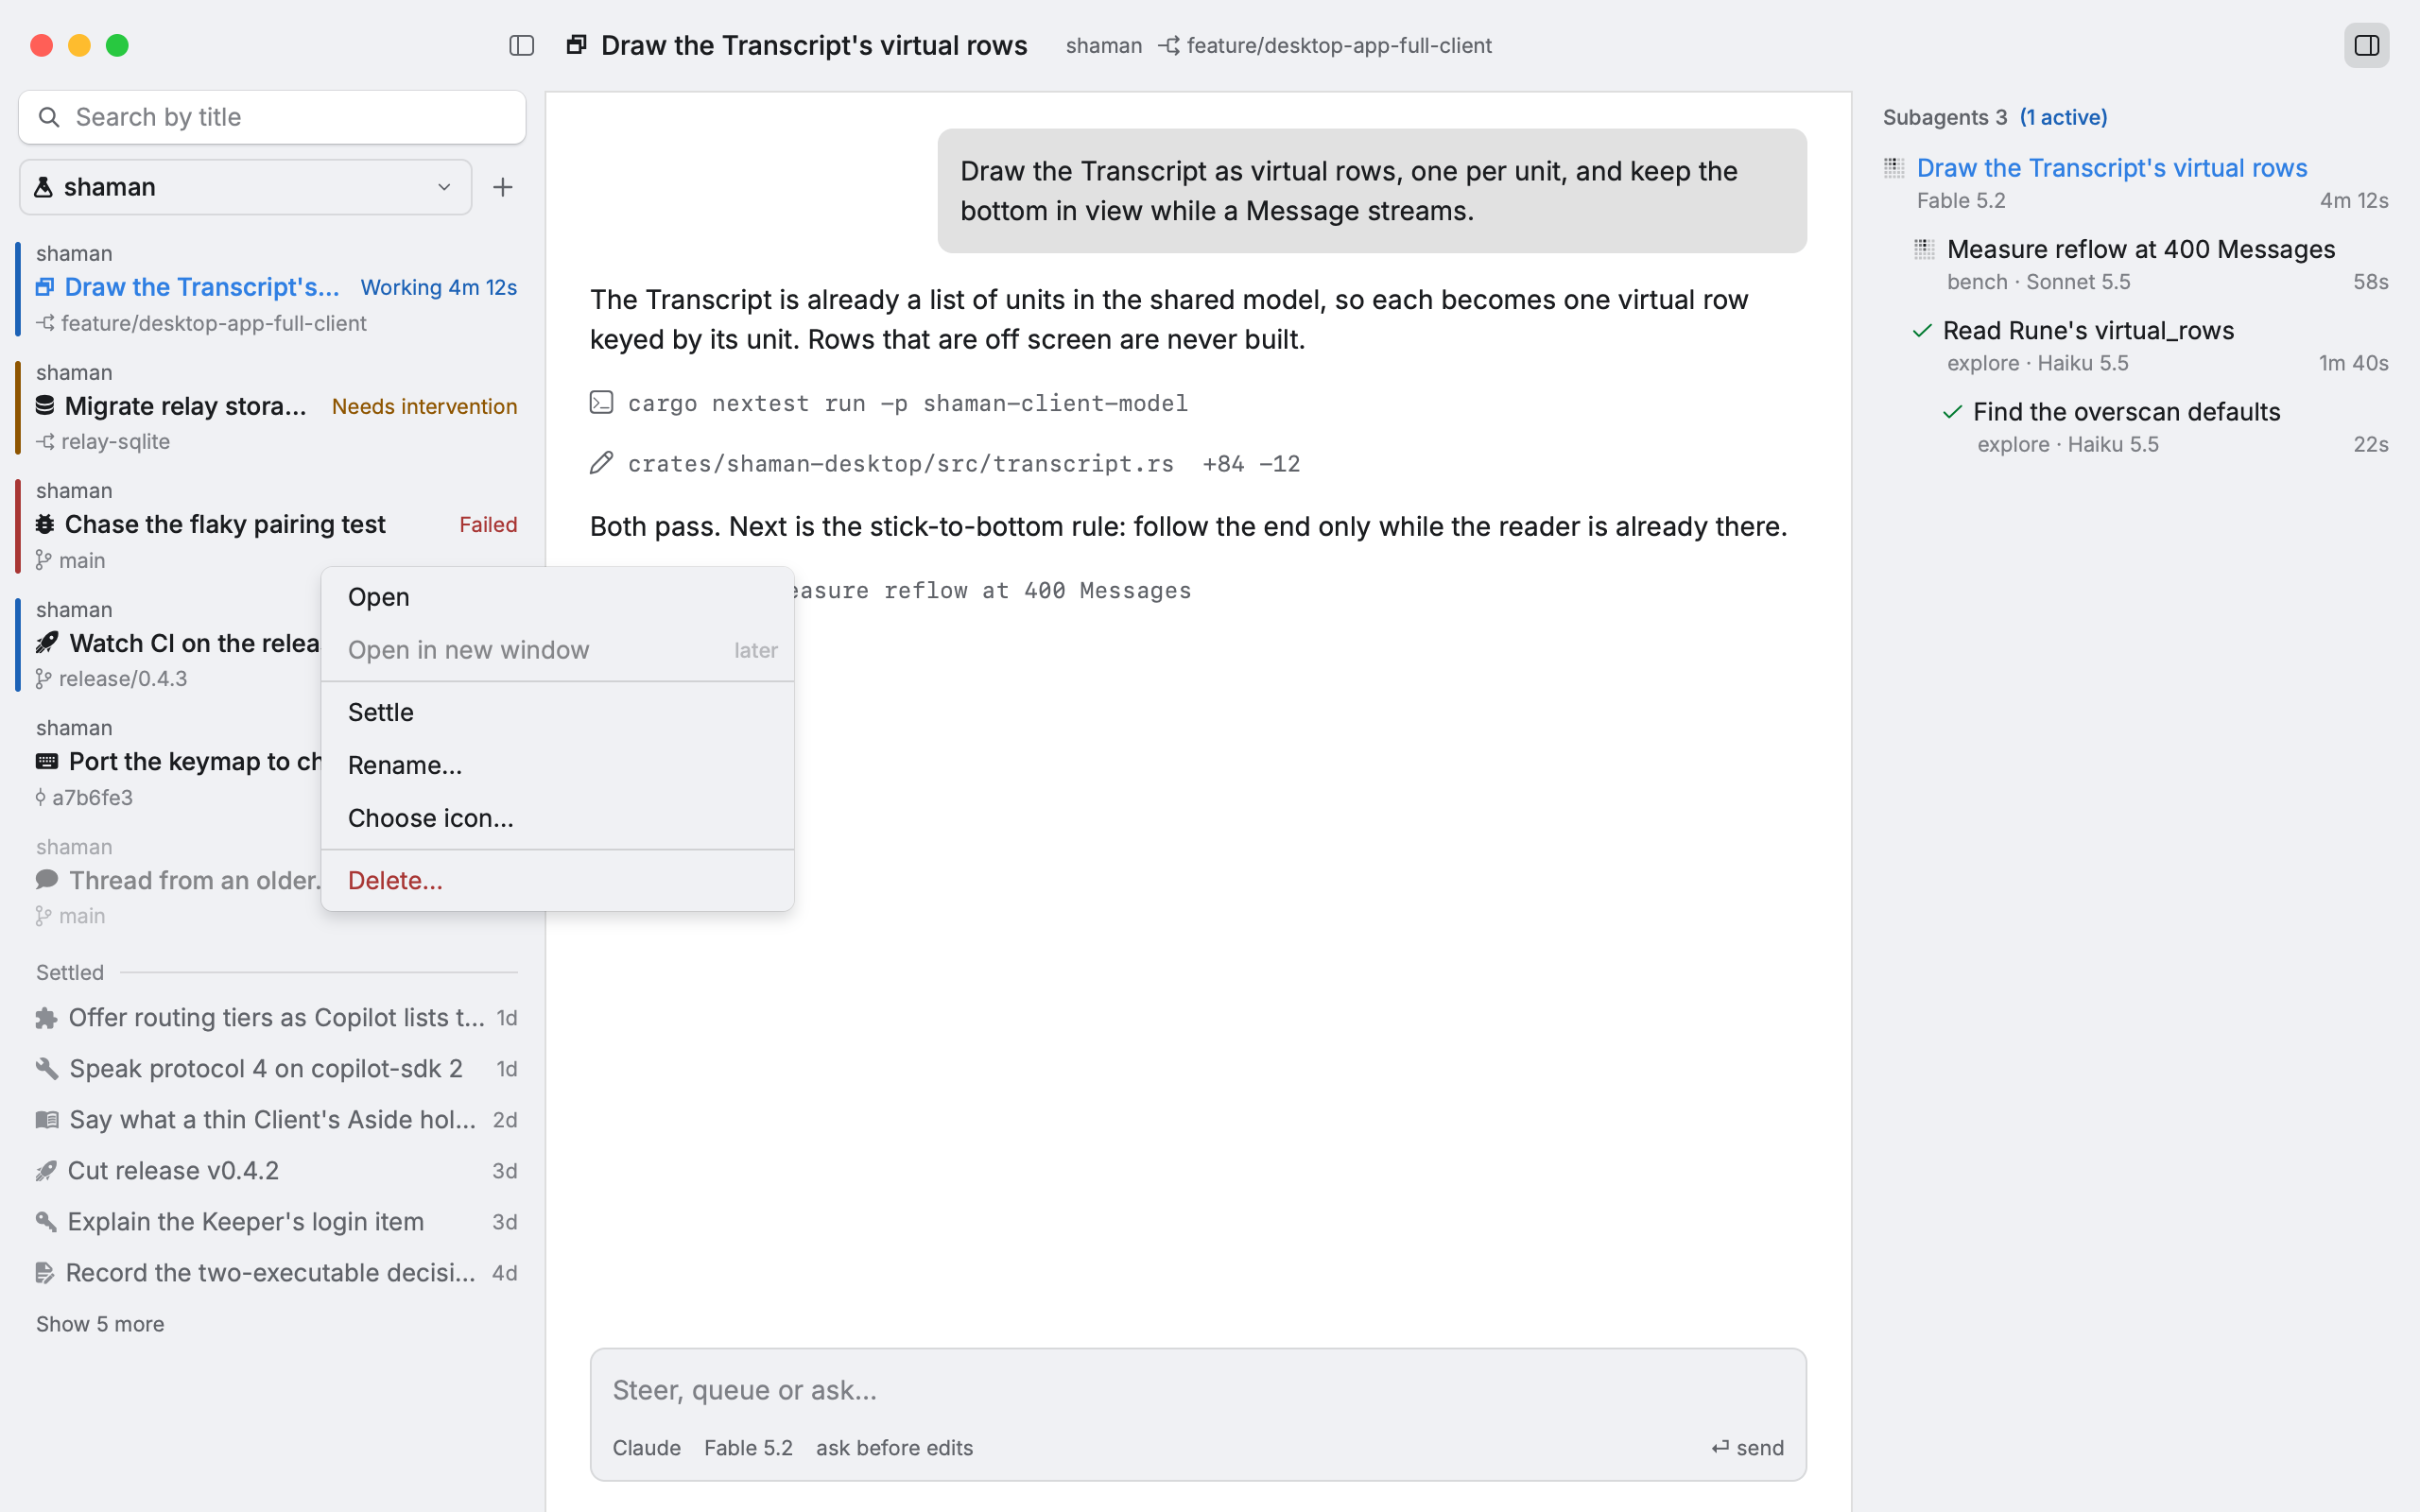 Draw the Transcript's virtual rows
shaman
feature/desktop-app-full-client
Search by title
shaman
shaman
Draw the Transcript's...
Working 4m 12s
feature/desktop-app-full-client
shaman
Migrate relay stora...
Needs intervention
relay-sqlite
shaman
Chase the flaky pairing test
Failed
main
shaman
Watch CI on the relea
release/0.4.3
shaman
Port the keymap to ch
a7b6fe3
shaman
Thread from an older.
main
Settled
Offer routing tiers as Copilot lists t...
1d
Speak protocol 4 on copilot-sdk 2
1d
Say what a thin Client's Aside hol...
2d
Cut release v0.4.2
3d
Explain the Keeper's login item
3d
Record the two-executable decisi...
4d
Show 5 more
Open
Open in new window
later
Settle
Rename...
Choose icon...
Delete...
Draw the Transcript as virtual rows, one per unit, and keep the
bottom in view while a Message streams.
The Transcript is already a list of units in the shared model, so each becomes one virtual row
keyed by its unit. Rows that are off screen are never built.
cargo nextest run -p shaman-client-model
crates/shaman-desktop/src/transcript.rs +84 -12
Both pass. Next is the stick-to-bottom rule: follow the end only while the reader is already there.
easure reflow at 400 Messages
Steer, queue or ask...
Claude
Fable 5.2
ask before edits
send
Subagents 3 (1 active)
Draw the Transcript's virtual rows
Fable 5.2
4m 12s
Measure reflow at 400 Messages
bench · Sonnet 5.5
58s
Read Rune's virtual_rows
explore · Haiku 5.5
1m 40s
Find the overscan defaults
explore · Haiku 5.5
22s